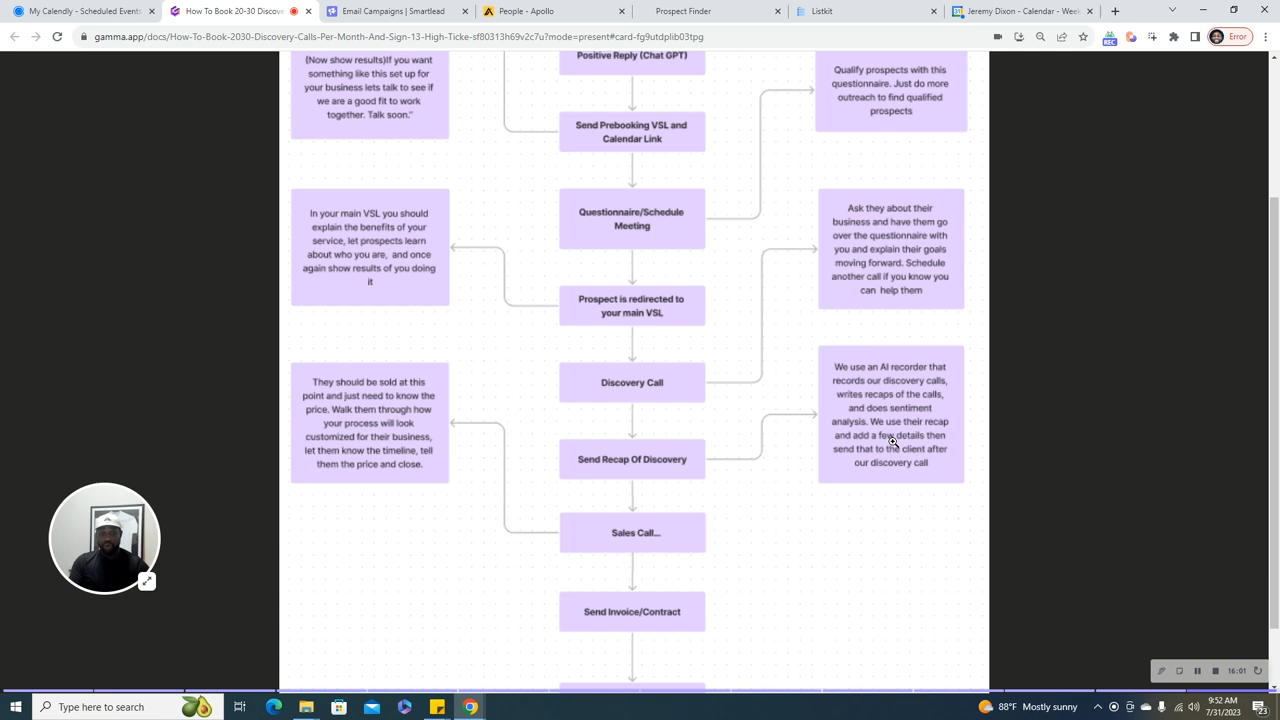 My Calendly - Scheduled Events
How To Book 20-30 Discove
Email Campaigns | Smartlead
People - Apollo
Prospect Finder
Listkit
Jeremy Dixon - Calendar - Week
gamma.app/docs/How-To-Book-2030-Discovery-Calls-Per-Month-And-Sign-13-High-Ticke-sf80313h69v2c7u?mode=present#card-fg9utdplib03tpg
REC
Error
{Now show results}If you want
something like this set up for
your business lets talk to see if
we are a good fit to work
together. Talk soon."
Positive Reply (Chat GPT)
Send Prebooking VSL and
Calendar Link
Qualify prospects with this
questionnaire. Just do more
outreach to find qualified
prospects
In your main VSL you should
explain the benefits of your
service, let prospects learn
about who you are, and once
again show results of you doing
it
Questionnaire/Schedule
Meeting
Ask they about their
business and have them go
over the questionnaire with
you and explain their goals
moving forward. Schedule
another call if you know you
can help them
Prospect is redirected to
your main VSL
Discovery Call
They should be sold at this
point and just need to know the
price. Walk them through how
your process will look
customized for their business,
let them know the timeline, tell
them the price and close.
We use an AI recorder that
records our discovery calls,
writes recaps of the calls,
and does sentiment
analysis. We use their recap
and add a few details then
send that to the client after
our discovery call
Send Recap Of Discovery
Sales Call...
Send Invoice/Contract
16:01
Type here to search
88°F Mostly sunny
9:52 AM
7/31/2023
23